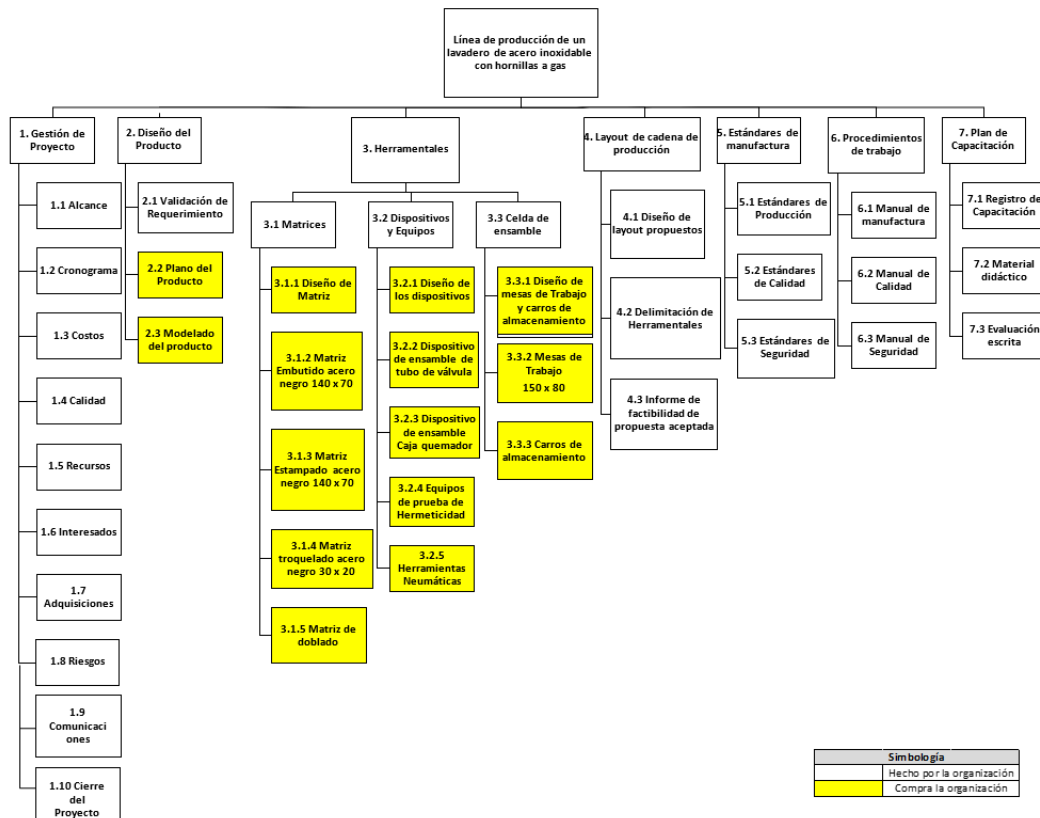 Línea de producción de un
lavadero de acero inoxidable
con hornillas a gas
1. Gestión de
Proyecto
1.1 Alcance
1.2 Cronograma
1.3 Costos
1.4 Calidad
1.5 Recursos
1.6 Interesados
1.7
Adquisiciones
1.8 Riesgos
1.9
Comunicaci
ones
1.10 Cierre
del
Proyecto
2. Diseño del
Producto
2.1 Validación de
Requerimiento
2.2 Plano del
Producto
2.3 Modelado
del producto
3. Herramentales
3.1 Matrices
3.1.1 Diseño de
Matriz
3.1.2 Matriz
Embutido acero
negro 140 x 70
3.1.3 Matriz
Estampado acero
negro 140 x 70
3.1.4 Matriz
troquelado acero
negro 30 x 20
3.1.5 Matriz de
doblado
3.2 Dispositivos
y Equipos
3.2.1 Diseño de
los dispositivos
3.2.2 Dispositivo
de ensamble de
tubo de válvula
3.2.3 Dispositivo
de ensamble
Caja quemador
3.2.4 Equipos
de prueba de
Hermeticidad
3.2.5
Herramientas
Neumáticas
3.3 Celda de
ensamble
3.3.1 Diseño de
mesas de Trabajo
y carros de
almacenamiento
3.3.2 Mesas de
Trabajo
150 x 80
3.3.3 Carros de
almacenamiento
4. Layout de cadena de
producción
4.1 Diseño de
layout propuestos
4.2 Delimitación de
Herramentales
4.3 Informe de
factibilidad de
propuesta aceptada
5. Estándares de
manufactura
5.1 Estándares de
Producción
5.2 Estándares
de Calidad
5.3 Estándares de
Seguridad
6. Procedimientos
de trabajo
6.1 Manual de
manufactura
6.2 Manual de
Calidad
6.3 Manual de
Seguridad
7. Plan de
Capacitación
7.1 Registro de
Capacitación
7.2 Material
didáctico
7.3 Evaluación
escrita
Simbología
Hecho por la organización
Compra la organización